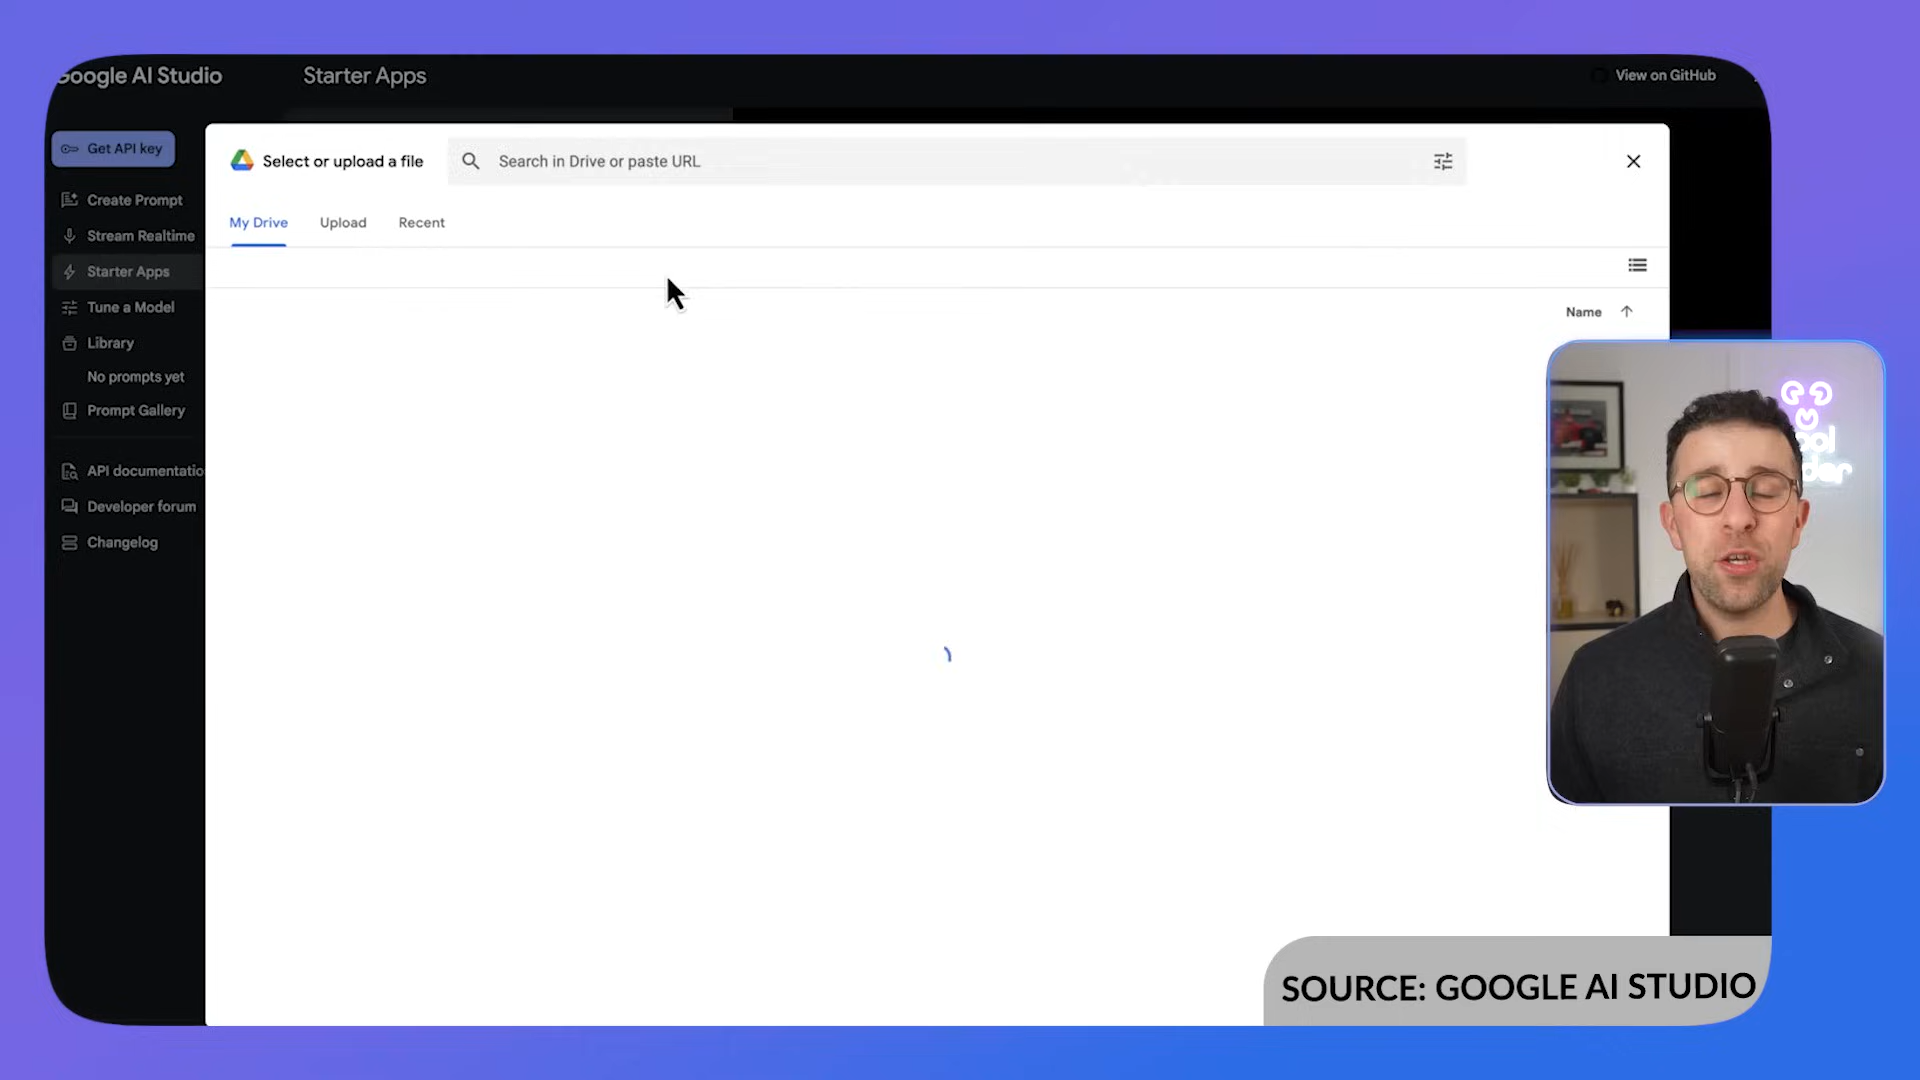 Google AI Studio
Starter Apps
View on GitHub
Get API key
Select or upload a file
Search in Drive or paste URL
Create Prompt
My Drive
Upload
Recent
Stream Realtime
Starter Apps
Tune a Model
Name
Library
No prompts yet
Prompt Gallery
API documentatio
Developer forum
Changelog
SOURCE: GOOGLE AI STUDIO